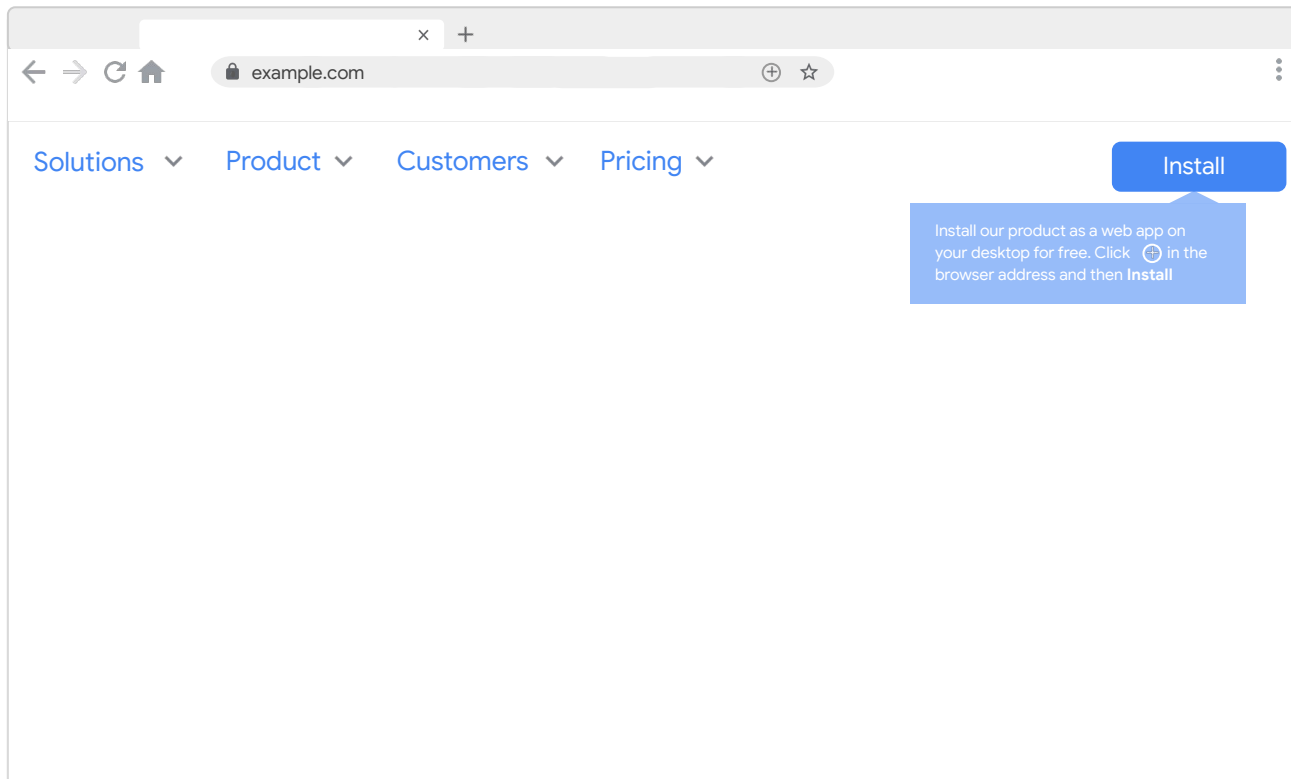 example.com
Solutions Product Customers Pricing Install
Install our product as a web app on
your desktop for free. Click in the
browser address and then Install